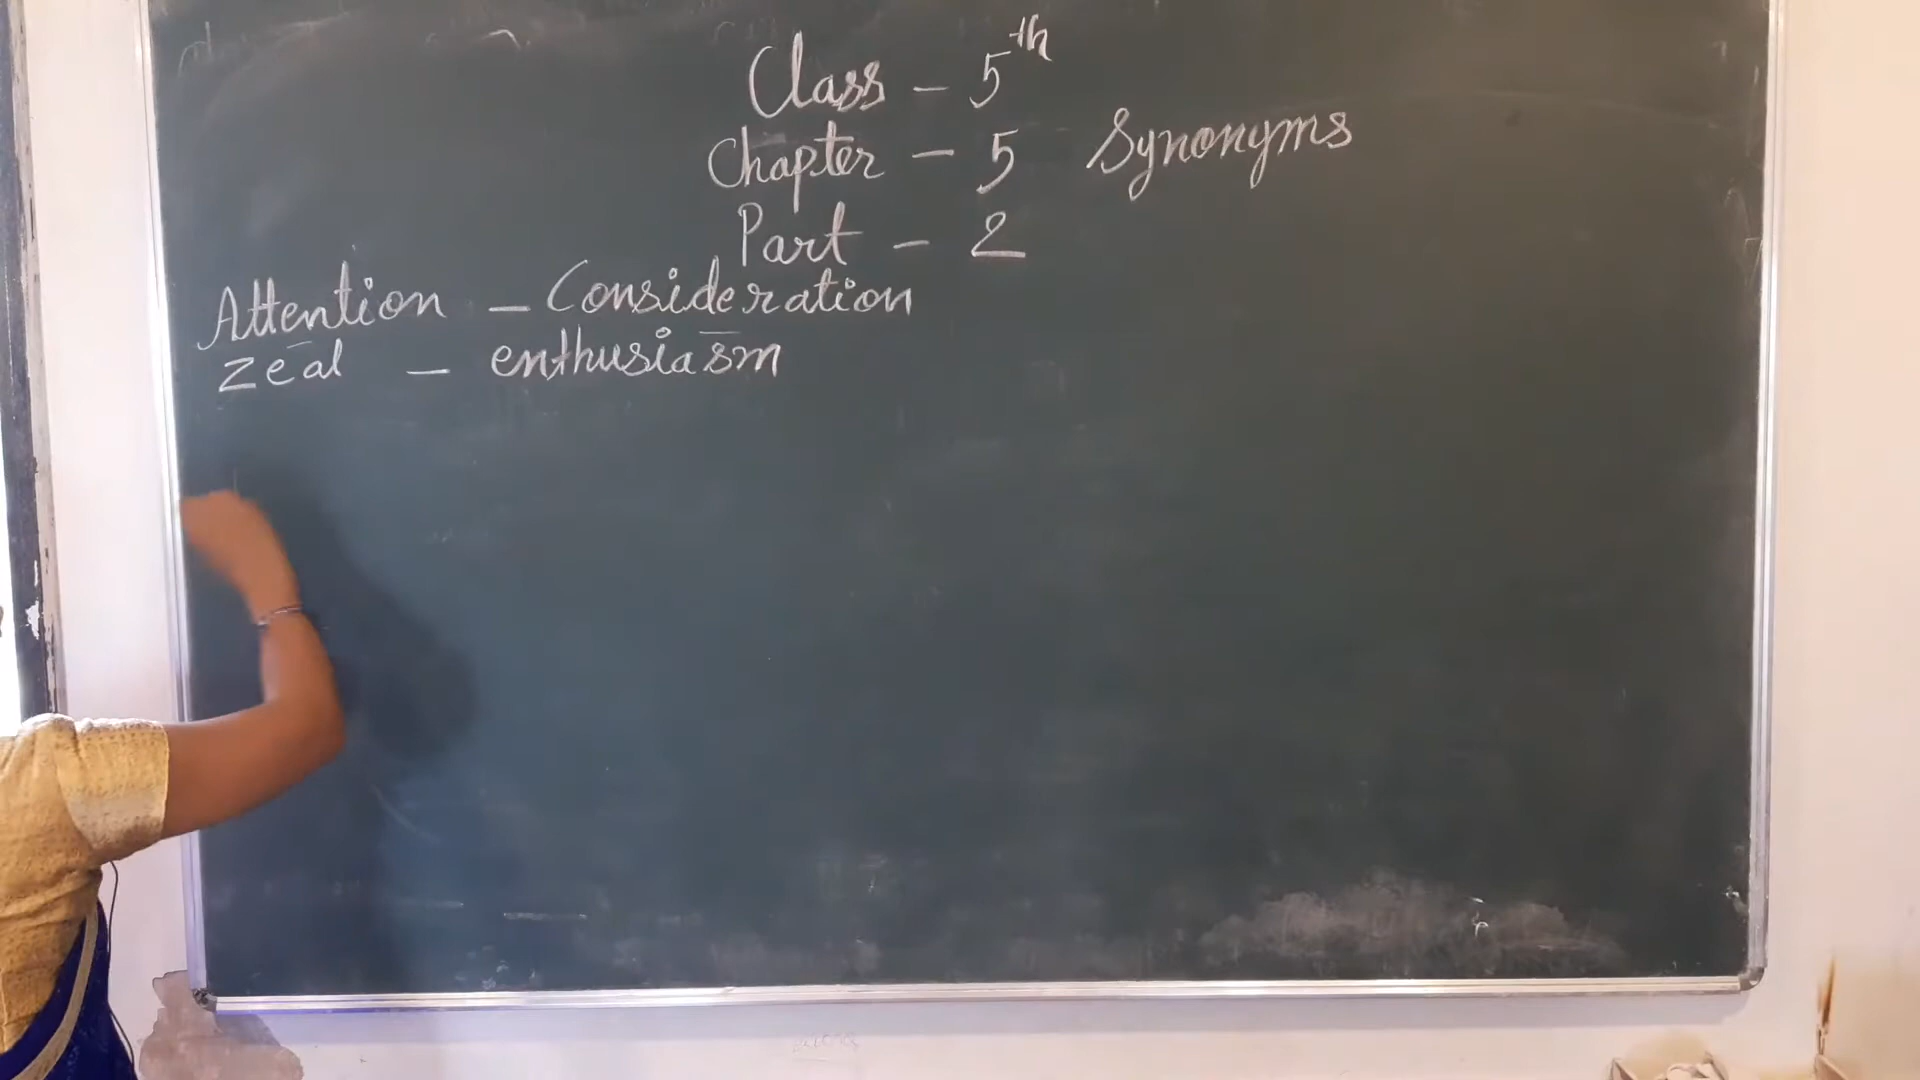 Class - 5th
Chapter - 5 Synonyms
Part - 2
Attention - Consideration
zeal - enthusiasm